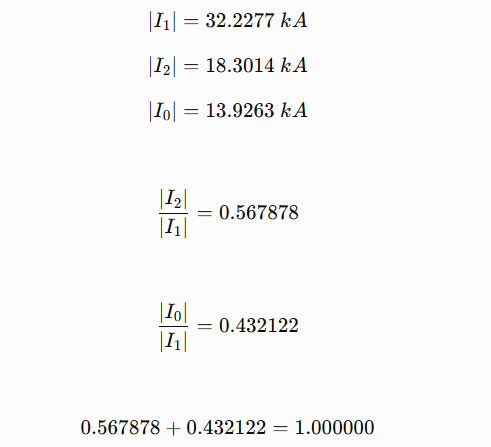 |I₁| = 32.2277 kA
|I₂| = 18.3014 kA
|I₀| = 13.9263 kA
|I₂|/|I₁| = 0.567878
|I₀|/|I₁| = 0.432122
0.567878 + 0.432122 = 1.000000